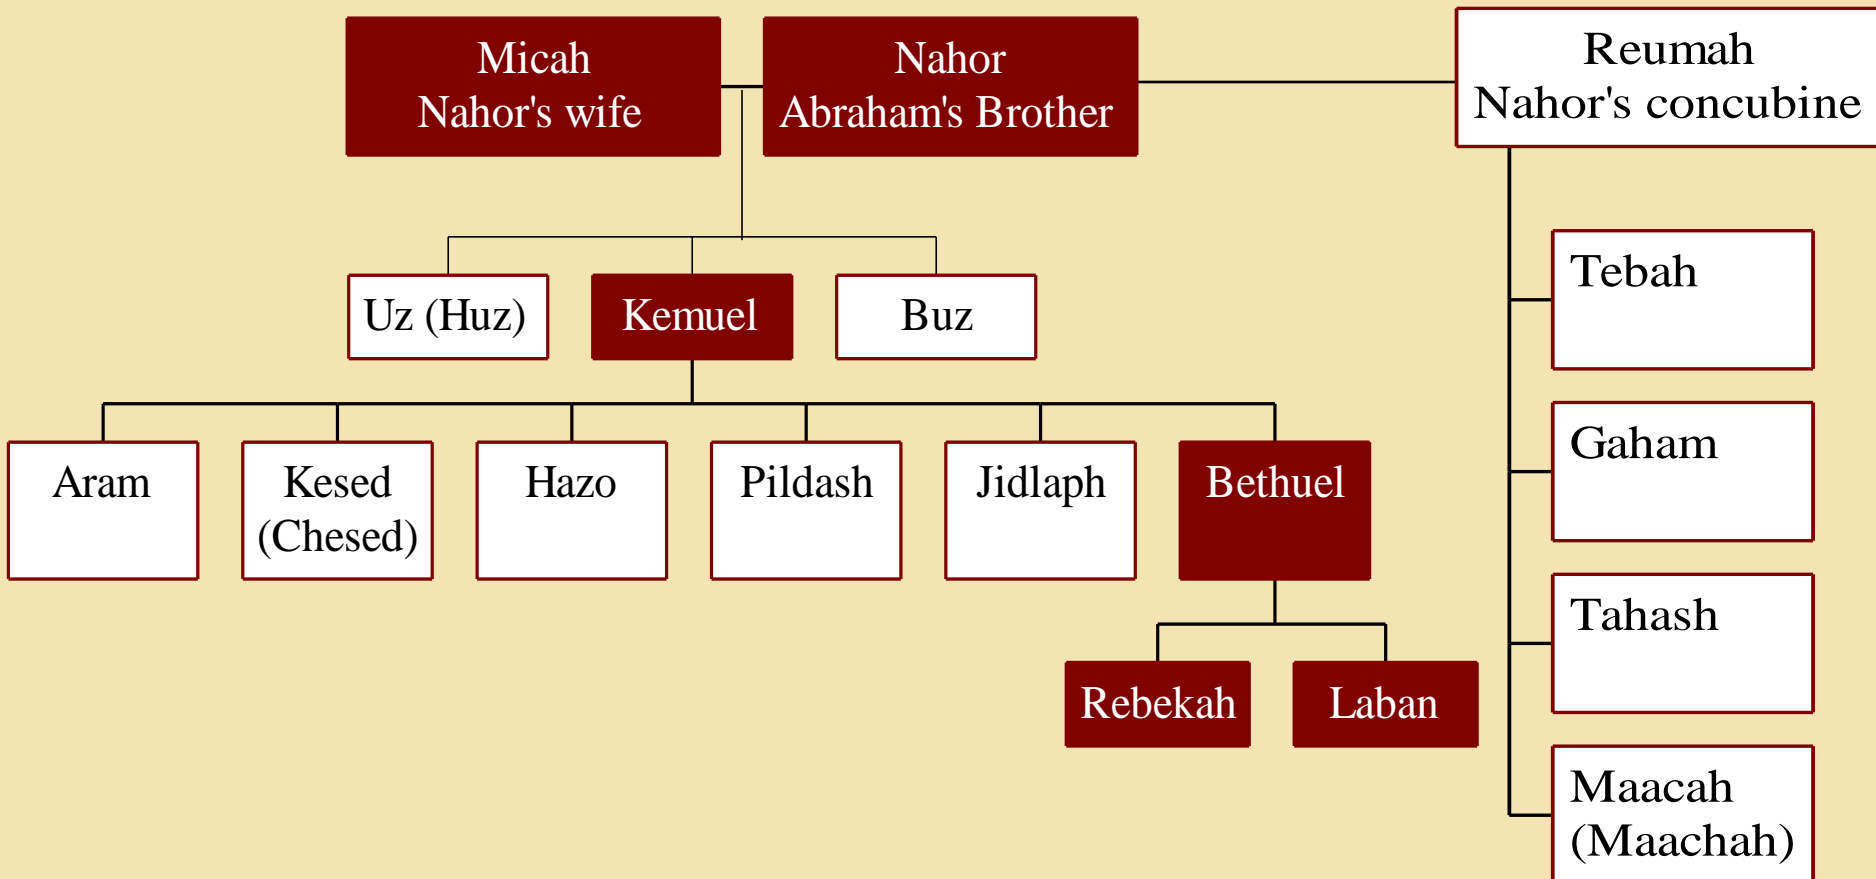 Micah
Nahor's wife
Nahor
Abraham's Brother
Reumah
Nahor's concubine
Uz (Huz)
Kemuel
Buz
Aram
Kesed
(Chesed)
Hazo
Pildash
Jidlaph
Bethuel
Rebekah
Laban
Tebah
Gaham
Tahash
Maacah
(Maachah)